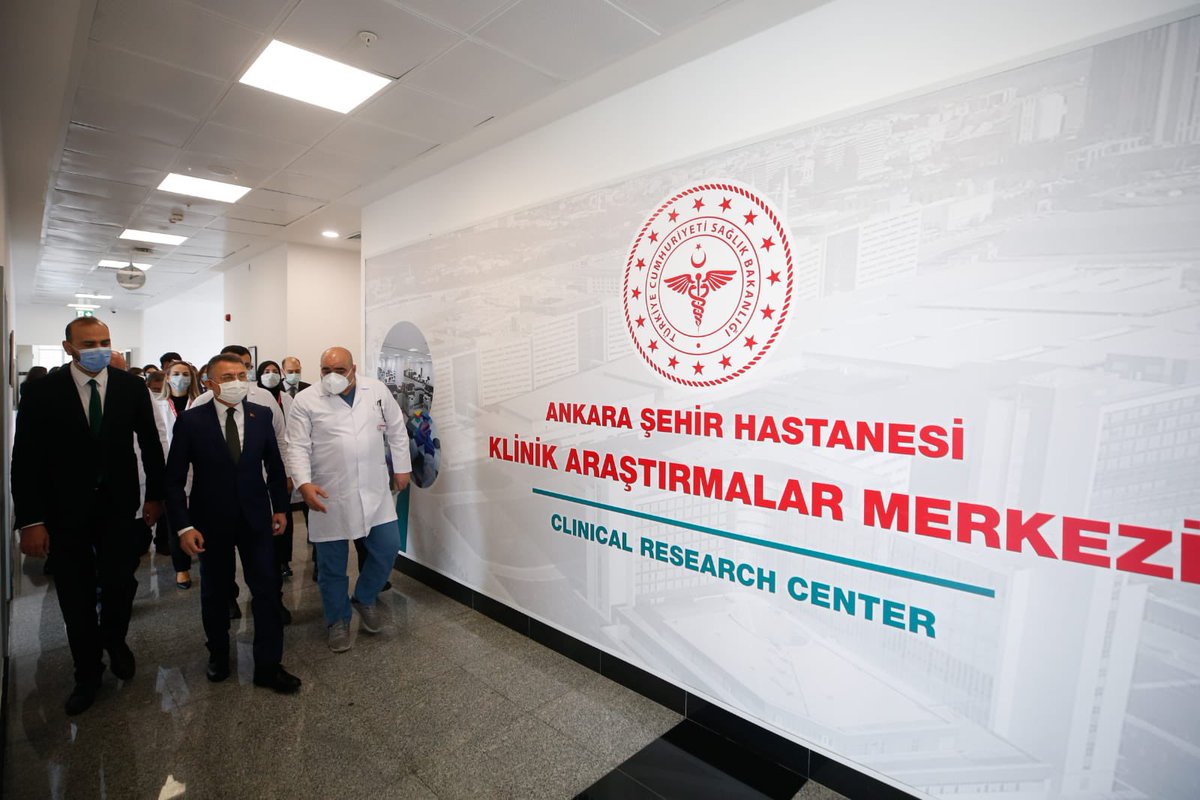 TÜRKİYE CUMHURİYETİ SAĞLIK BAKANLIĞI
ANKARA ŞEHİR HASTANESİ
KLİNİK ARAŞTIRMALAR MERKEZİ
CLINICAL RESEARCH CENTER